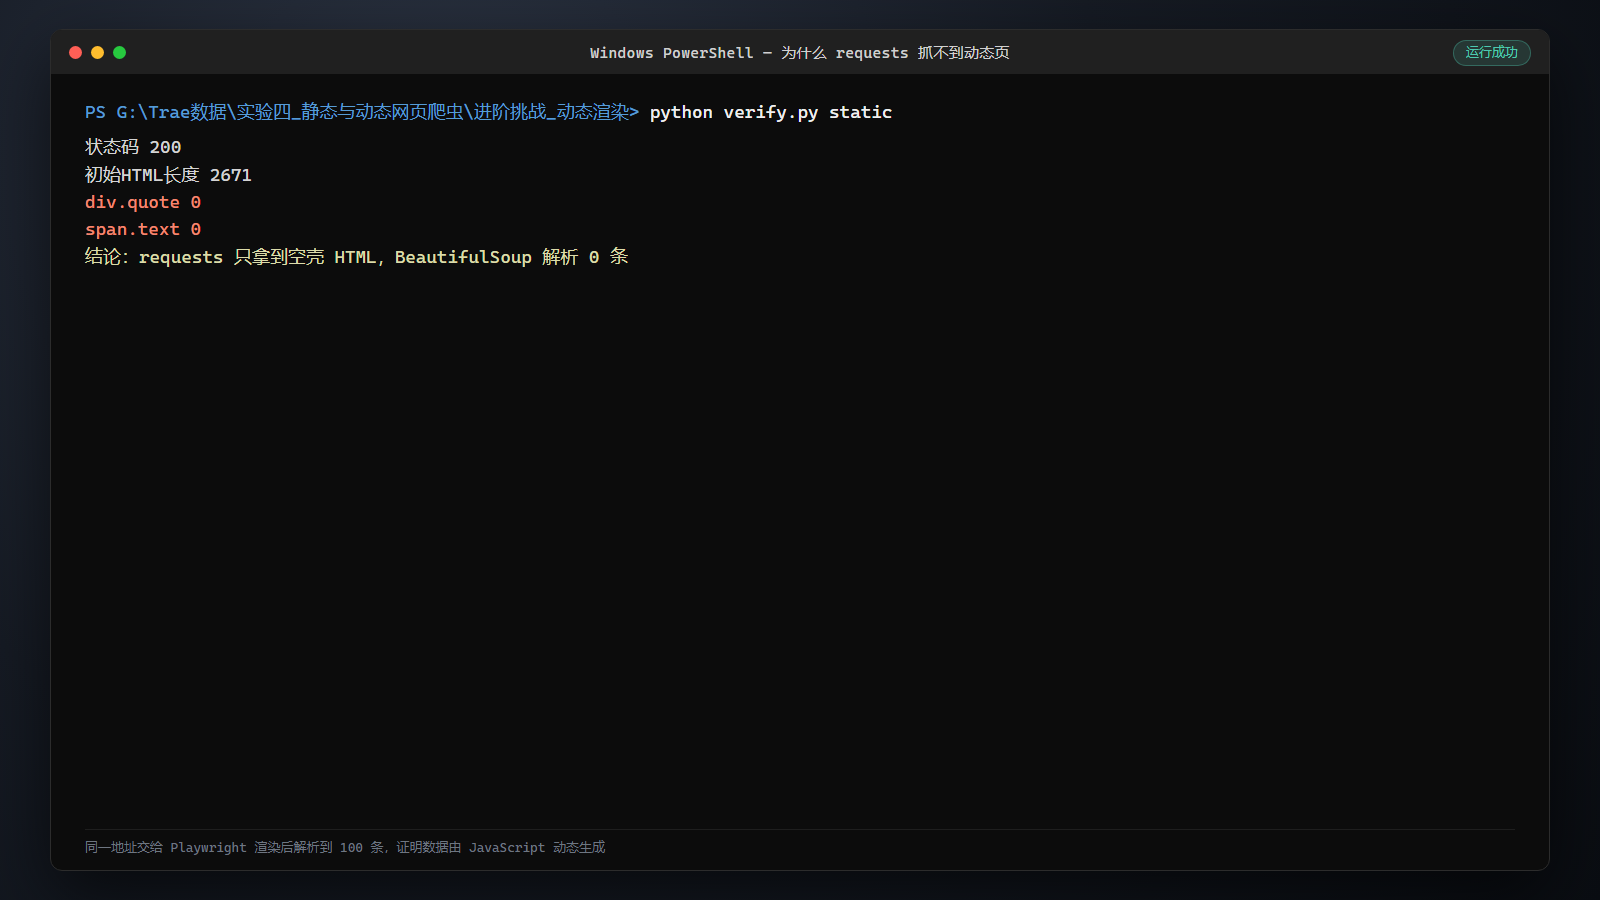 Windows PowerShell — 为什么 requests 抓不到动态页
运行成功
PS G:\Trae数据\实验四_静态与动态网页爬虫\进阶挑战_动态渲染> python verify.py static
状态码 200
初始HTML长度 2671
div.quote 0
span.text 0
结论：requests 只拿到空壳 HTML，BeautifulSoup 解析 0 条
同一地址交给 Playwright 渲染后解析到 100 条，证明数据由 JavaScript 动态生成